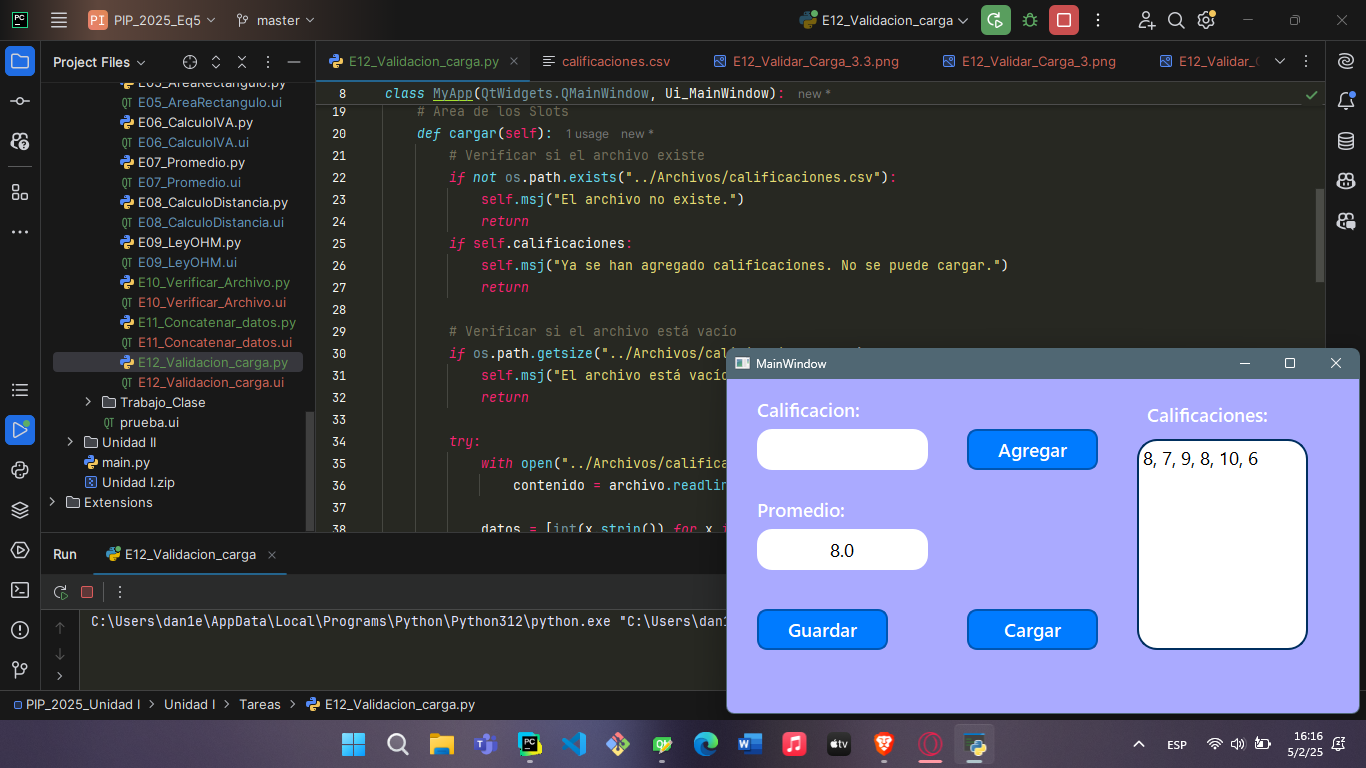 PC
PI PIP_2025_Eq5
master
E12_Validacion_carga
Project Files
E05_AreaRectangulo.py
E05_AreaRectangulo.ui
E06_CalculoIVA.py
E06_CalculoIVA.ui
E07_Promedio.py
E07_Promedio.ui
E08_CalculoDistancia.py
E08_CalculoDistancia.ui
E09_LeyOHM.py
E09_LeyOHM.ui
E10_Verificar_Archivo.py
E10_Verificar_Archivo.ui
E11_Concatenar_datos.py
E11_Concatenar_datos.ui
E12_Validacion_carga.py
E12_Validacion_carga.ui
Trabajo_Clase
prueba.ui
Unidad II
main.py
Unidad I.zip
Extensions
E12_Validacion_carga.py
calificaciones.csv
E12_Validar_Carga_3.3.png
E12_Validar_Carga_3.png
E12_Validar_
8 class MyApp(QtWidgets.QMainWindow, Ui_MainWindow): new *
19 # Area de los Slots
20 def cargar(self): 1 usage new *
21 # Verificar si el archivo existe
22 if not os.path.exists("../Archivos/calificaciones.csv"):
23 self.msj("El archivo no existe.")
24 return
25 if self.calificaciones:
26 self.msj("Ya se han agregado calificaciones. No se puede cargar.")
27 return
28
29 # Verificar si el archivo está vacío
30 if os.path.getsize("../Archivos/cali
31 self.msj("El archivo está vacío
32 return
33
34 try:
35 with open("../Archivos/califica
36 contenido = archivo.readlin
37
38 datos = [int(x.strip()) for x i
Run E12_Validacion_carga
C:\Users\dan1e\AppData\Local\Programs\Python\Python312\python.exe "C:\Users\dan1
MainWindow
Calificacion:
Agregar
Promedio:
8.0
Guardar
Cargar
Calificaciones:
8, 7, 9, 8, 10, 6
PIP_2025_Unidad I > Unidad I > Tareas > E12_Validacion_carga.py
ESP
16:16
5/2/25